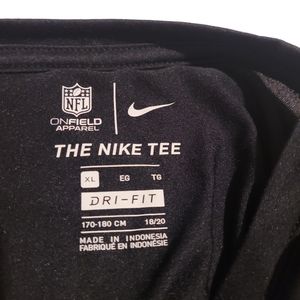 NFL
ONFIELD
APPAREL
THE NIKE TEE
XL EG TG
DRI-FIT
170-180 CM 18/20
MADE IN INDONESIA
FABRIQUÉ EN INDONÉSIE